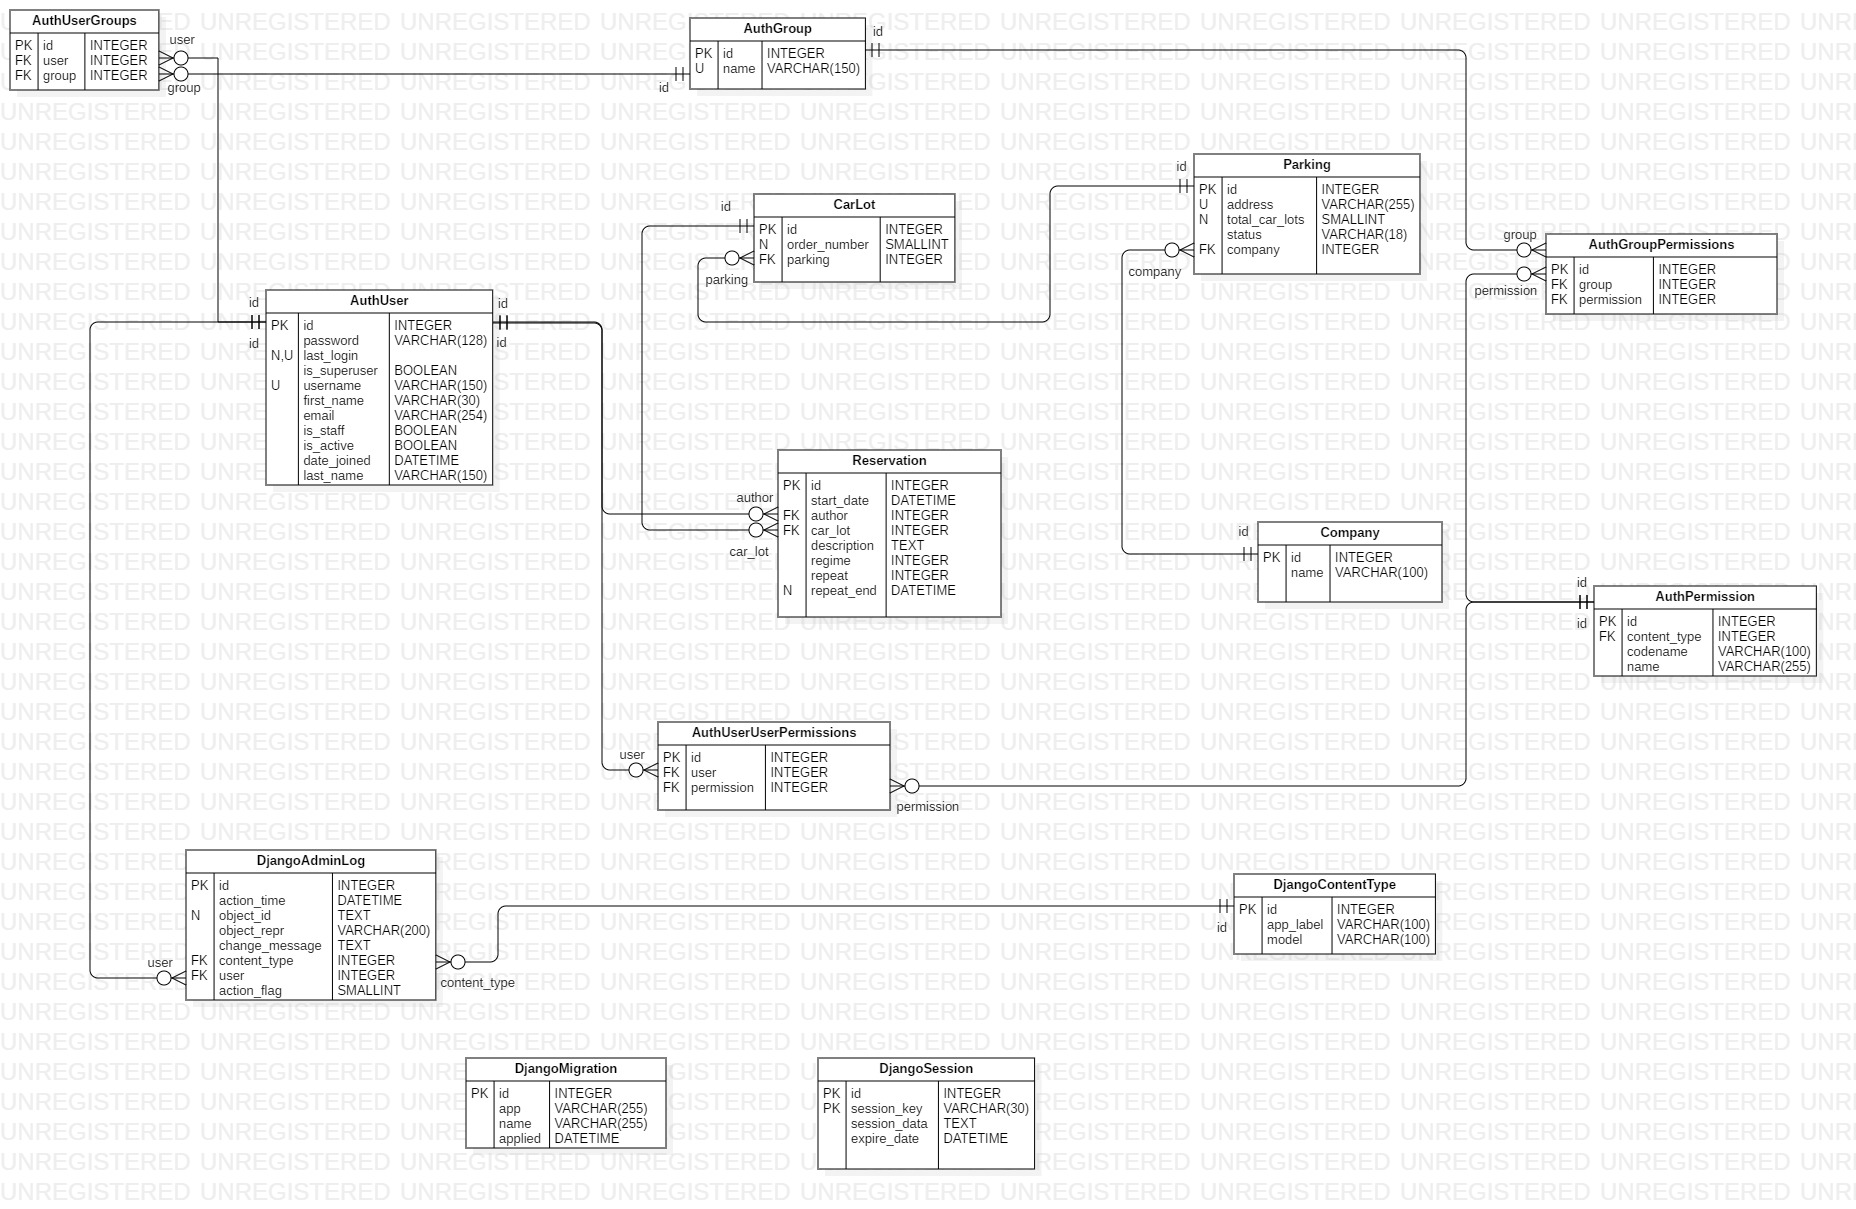 AuthUserGroups
PK id INTEGER
FK user INTEGER
FK group INTEGER
user
group
AuthGroup
PK id INTEGER
U name VARCHAR(150)
id
id
Parking
PK id INTEGER
U address VARCHAR(255)
N total_car_lots SMALLINT
status VARCHAR(18)
FK company INTEGER
id
company
CarLot
PK id INTEGER
N order_number SMALLINT
FK parking INTEGER
id
parking
AuthGroupPermissions
PK id INTEGER
FK group INTEGER
FK permission INTEGER
group
permission
AuthUser
PK id INTEGER
password VARCHAR(128)
N,U last_login
is_superuser BOOLEAN
U username VARCHAR(150)
first_name VARCHAR(30)
email VARCHAR(254)
is_staff BOOLEAN
is_active BOOLEAN
date_joined DATETIME
last_name VARCHAR(150)
id
id
id
id
Reservation
PK id INTEGER
start_date DATETIME
FK author INTEGER
FK car_lot INTEGER
description TEXT
regime INTEGER
repeat INTEGER
N repeat_end DATETIME
author
car_lot
Company
PK id INTEGER
name VARCHAR(100)
id
AuthPermission
PK id INTEGER
FK content_type INTEGER
codename VARCHAR(100)
name VARCHAR(255)
id
id
AuthUserUserPermissions
PK id INTEGER
FK user INTEGER
FK permission INTEGER
user
permission
DjangoAdminLog
PK id INTEGER
action_time DATETIME
N object_id TEXT
object_repr VARCHAR(200)
change_message TEXT
FK content_type INTEGER
FK user INTEGER
action_flag SMALLINT
user
content_type
DjangoContentType
PK id INTEGER
app_label VARCHAR(100)
model VARCHAR(100)
id
DjangoMigration
PK id INTEGER
app VARCHAR(255)
name VARCHAR(255)
applied DATETIME
DjangoSession
PK id INTEGER
PK session_key VARCHAR(30)
session_data TEXT
expire_date DATETIME
UNREGISTERED